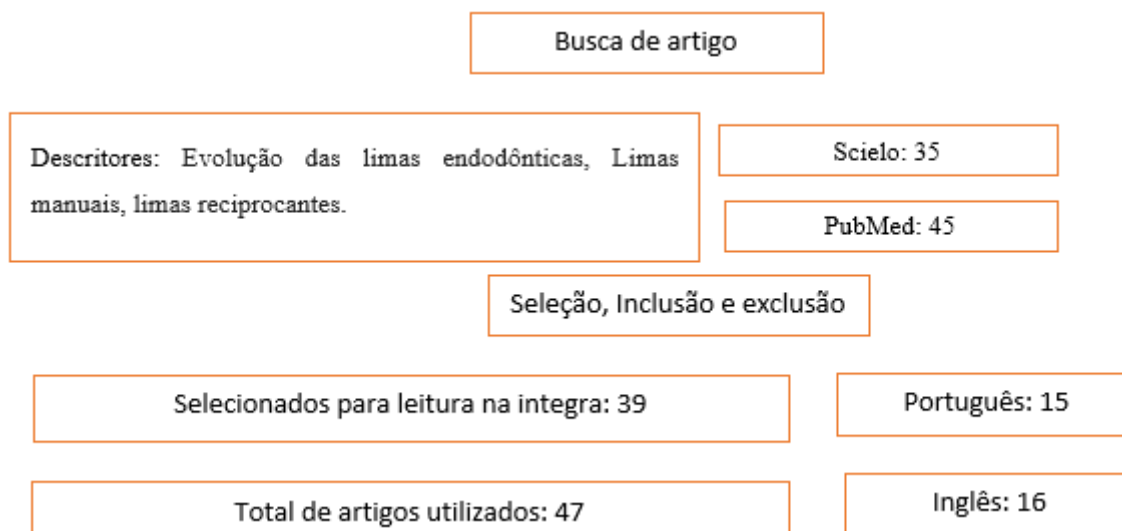 Busca de artigo
Descritores: Evolução das limas endodônticas, Limas
manuais, limas reciprocantes.
Scielo: 35
PubMed: 45
Seleção, Inclusão e exclusão
Selecionados para leitura na integra: 39
Português: 15
Total de artigos utilizados: 47
Inglês: 16